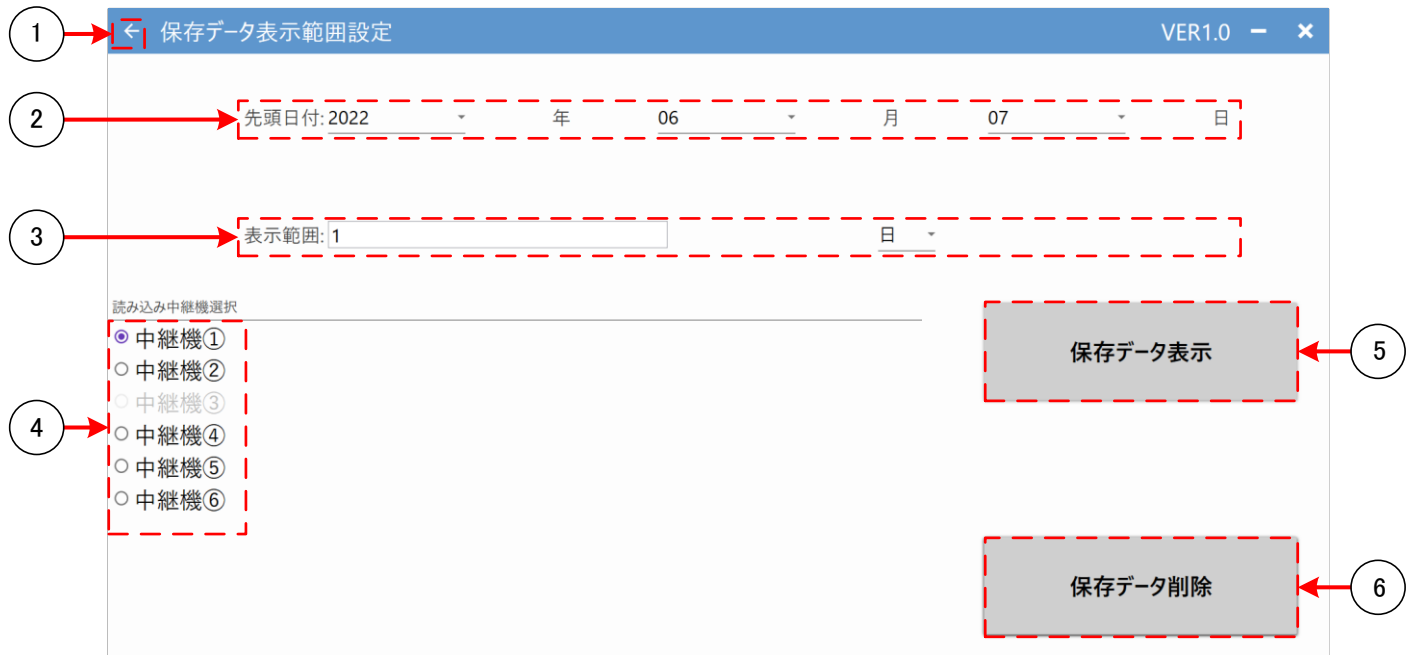 1
← 保存データ表示範囲設定 VER1.0
2
先頭日付: 2022 年 06 月 07 日
3
表示範囲: 1 日
読み込み中継機選択
中継機①
中継機②
中継機③
中継機④
中継機⑤
中継機⑥
4
保存データ表示
5
保存データ削除
6